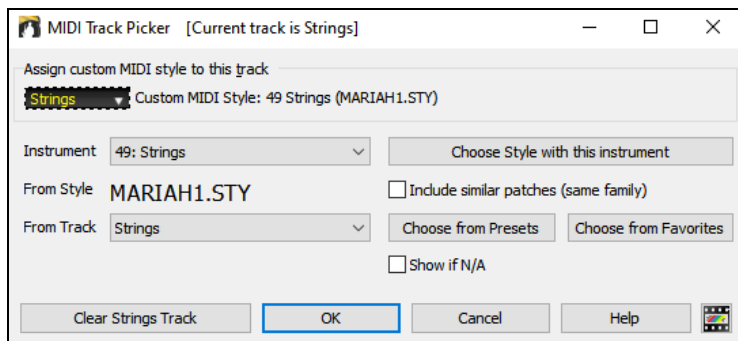 MIDI Track Picker [Current track is Strings]
Assign custom MIDI style to this track
Strings Custom MIDI Style: 49 Strings (MARIAH1.STY)
Instrument 49: Strings Choose Style with this instrument
From Style MARIAH1.STY Include similar patches (same family)
From Track Strings Choose from Presets Choose from Favorites
Show if N/A
Clear Strings Track OK Cancel Help